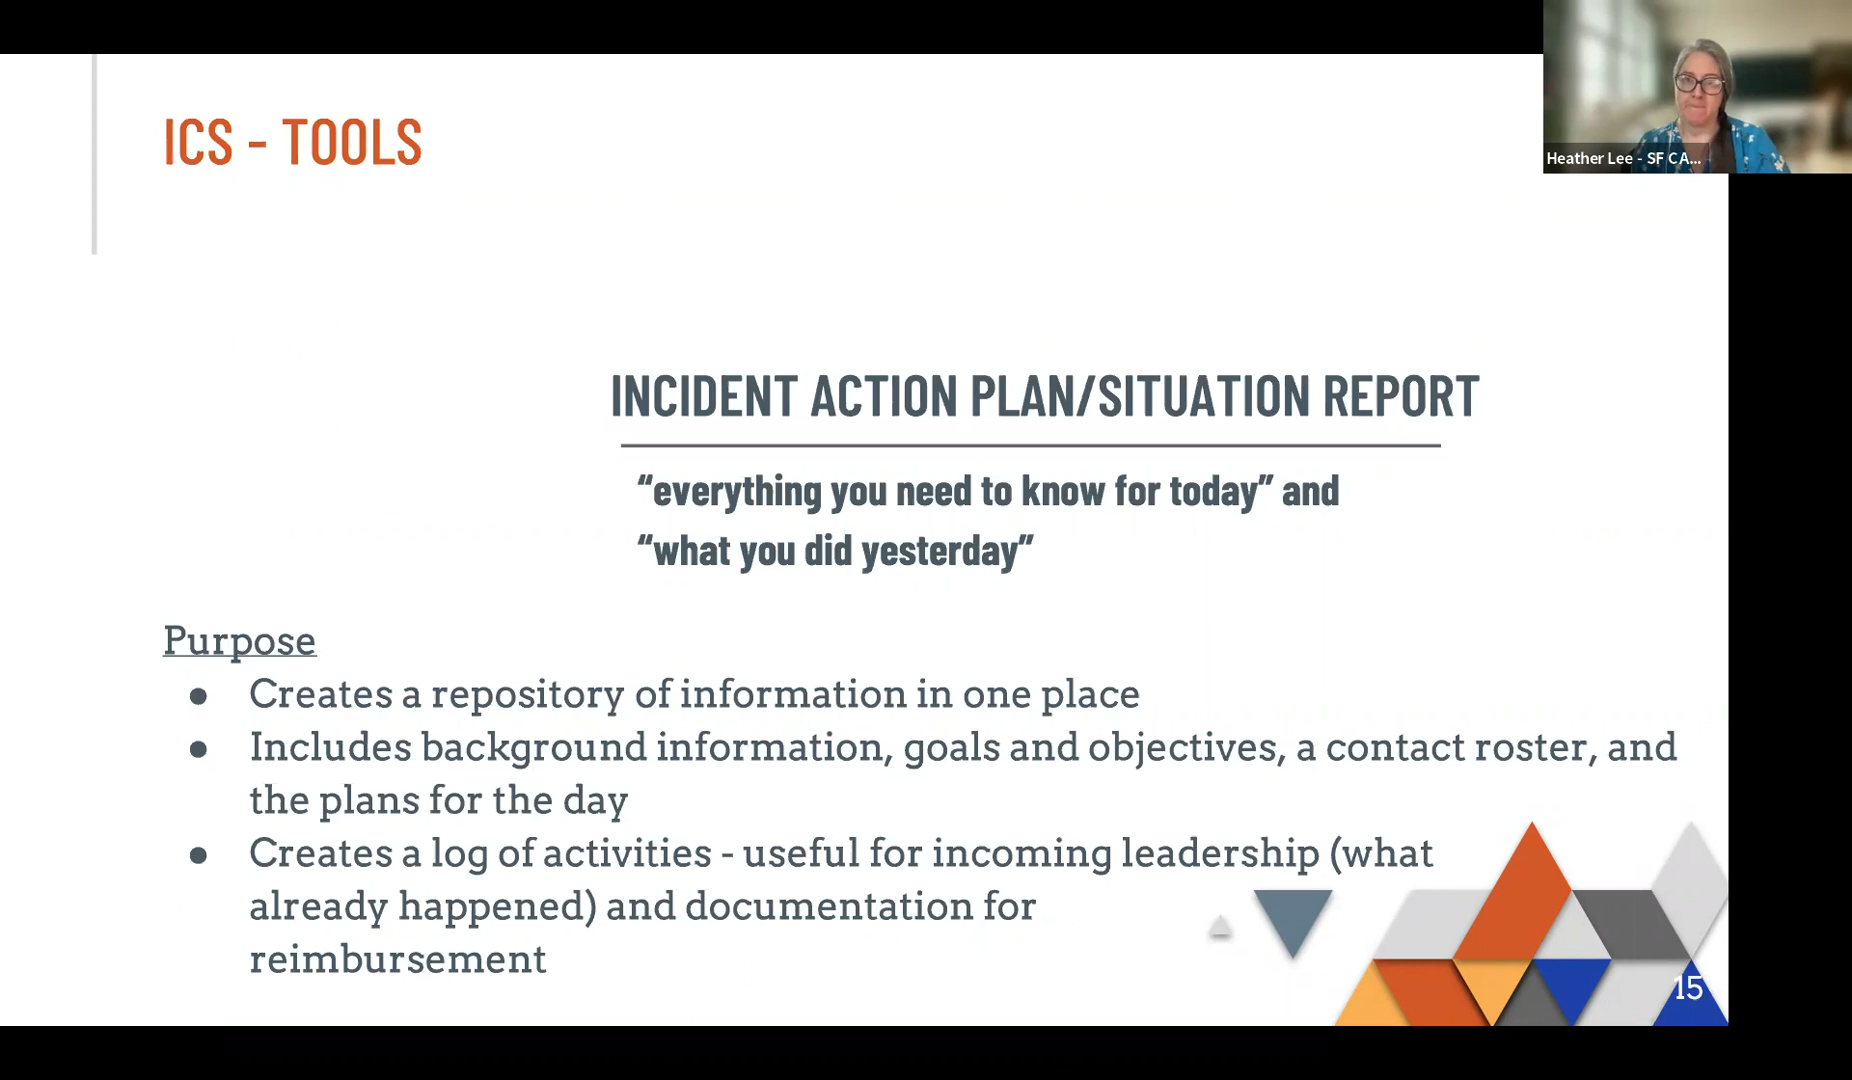 ICS - TOOLS
Heather Lee - SF CA...
INCIDENT ACTION PLAN/SITUATION REPORT
“everything you need to know for today” and
“what you did yesterday”
Purpose
● Creates a repository of information in one place
● Includes background information, goals and objectives, a contact roster, and
the plans for the day
● Creates a log of activities - useful for incoming leadership (what
already happened) and documentation for
reimbursement
15